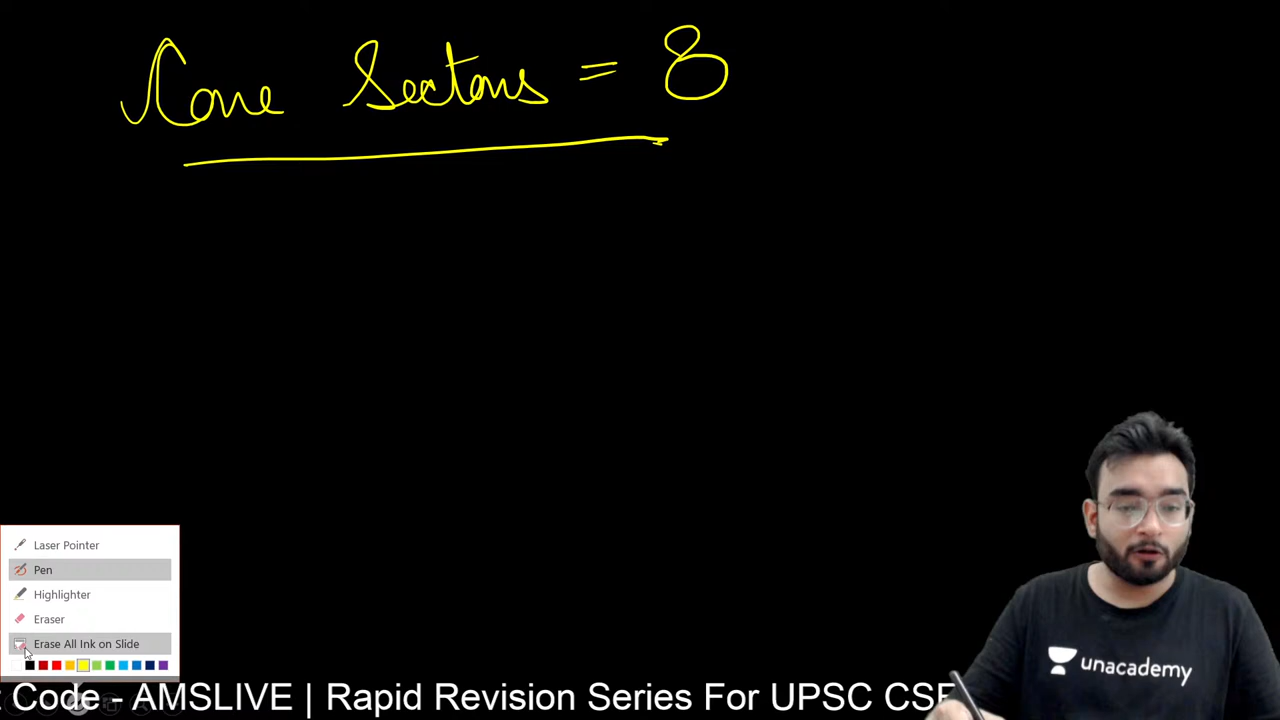 Core Sectors = 8
Laser Pointer
Pen
Highlighter
Eraser
Erase All Ink on Slide
unacademy
t Code - AMSLIVE | Rapid Revision Series For UPSC CSE